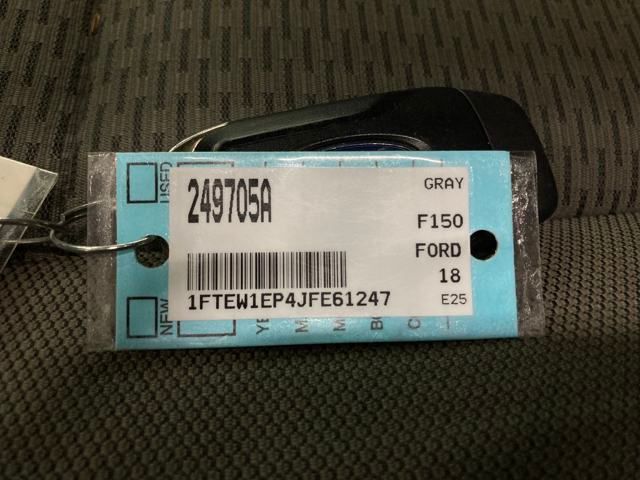 USED
249705A
GRAY
F150
FORD
18
1FTEW1EP4JFE61247
E25
NEW